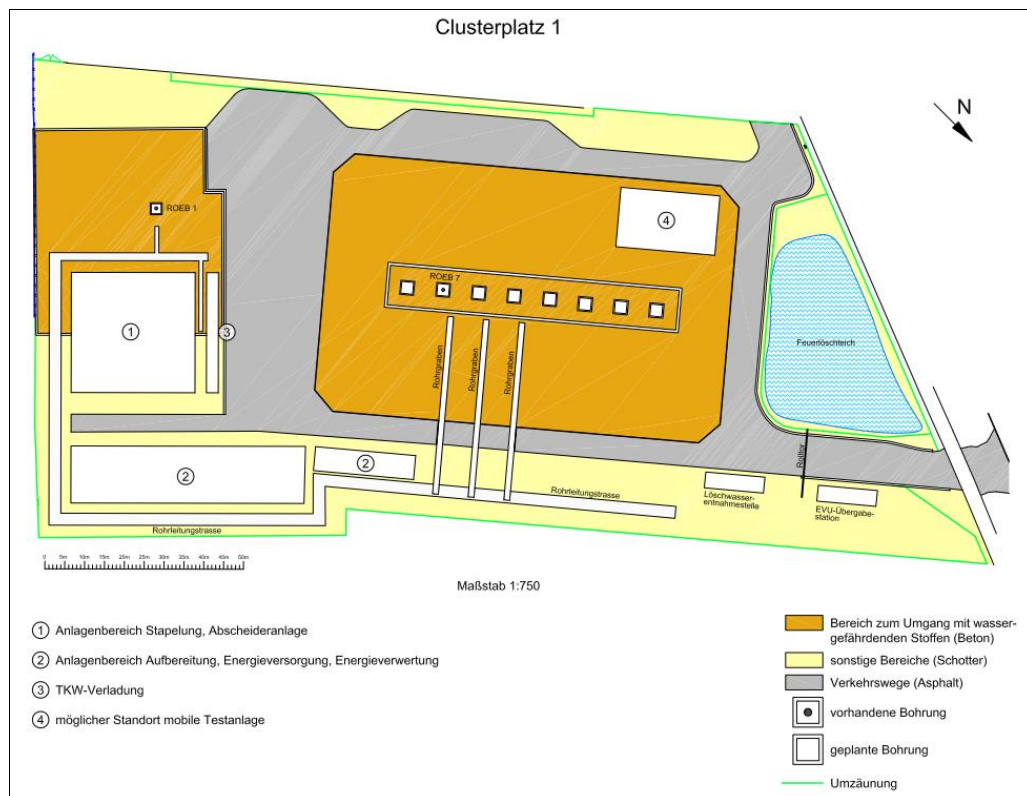 Clusterplatz 1
N
ROEB 1
4
ROEB 7
1
3
Feuerlöschteich
Rohrgraben
Rohrgraben
Rohrgraben
Rolltor
2
2
Rohrleitungstrasse
Löschwasser-
entnahmestelle
EVU-Übergabe-
station
Rohrleitungstrasse
0 5m 10m 15m 20m 25m 30m 35m 40m 45m 50m
Maßstab 1:750
1 Anlagenbereich Stapelung, Abscheideranlage
2 Anlagenbereich Aufbereitung, Energieversorgung, Energieverwertung
3 TKW-Verladung
4 möglicher Standort mobile Testanlage
Bereich zum Umgang mit wasser-
gefährdenden Stoffen (Beton)
sonstige Bereiche (Schotter)
Verkehrswege (Asphalt)
vorhandene Bohrung
geplante Bohrung
Umzäunung